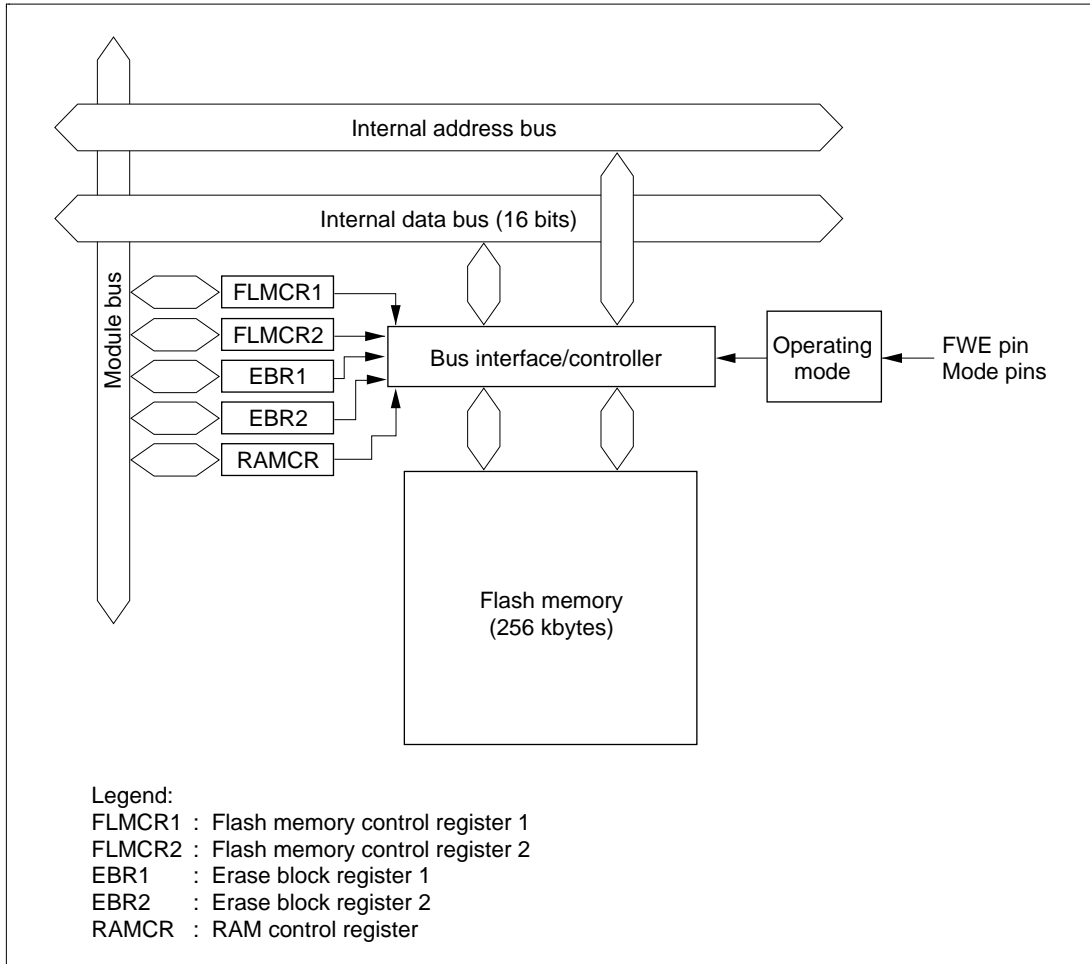 Internal address bus
Internal data bus (16 bits)
Module bus
FLMCR1
FLMCR2
EBR1
EBR2
RAMCR
Bus interface/controller
Operating
mode
FWE pin
Mode pins
Flash memory
(256 kbytes)
Legend:
FLMCR1 : Flash memory control register 1
FLMCR2 : Flash memory control register 2
EBR1 : Erase block register 1
EBR2 : Erase block register 2
RAMCR : RAM control register